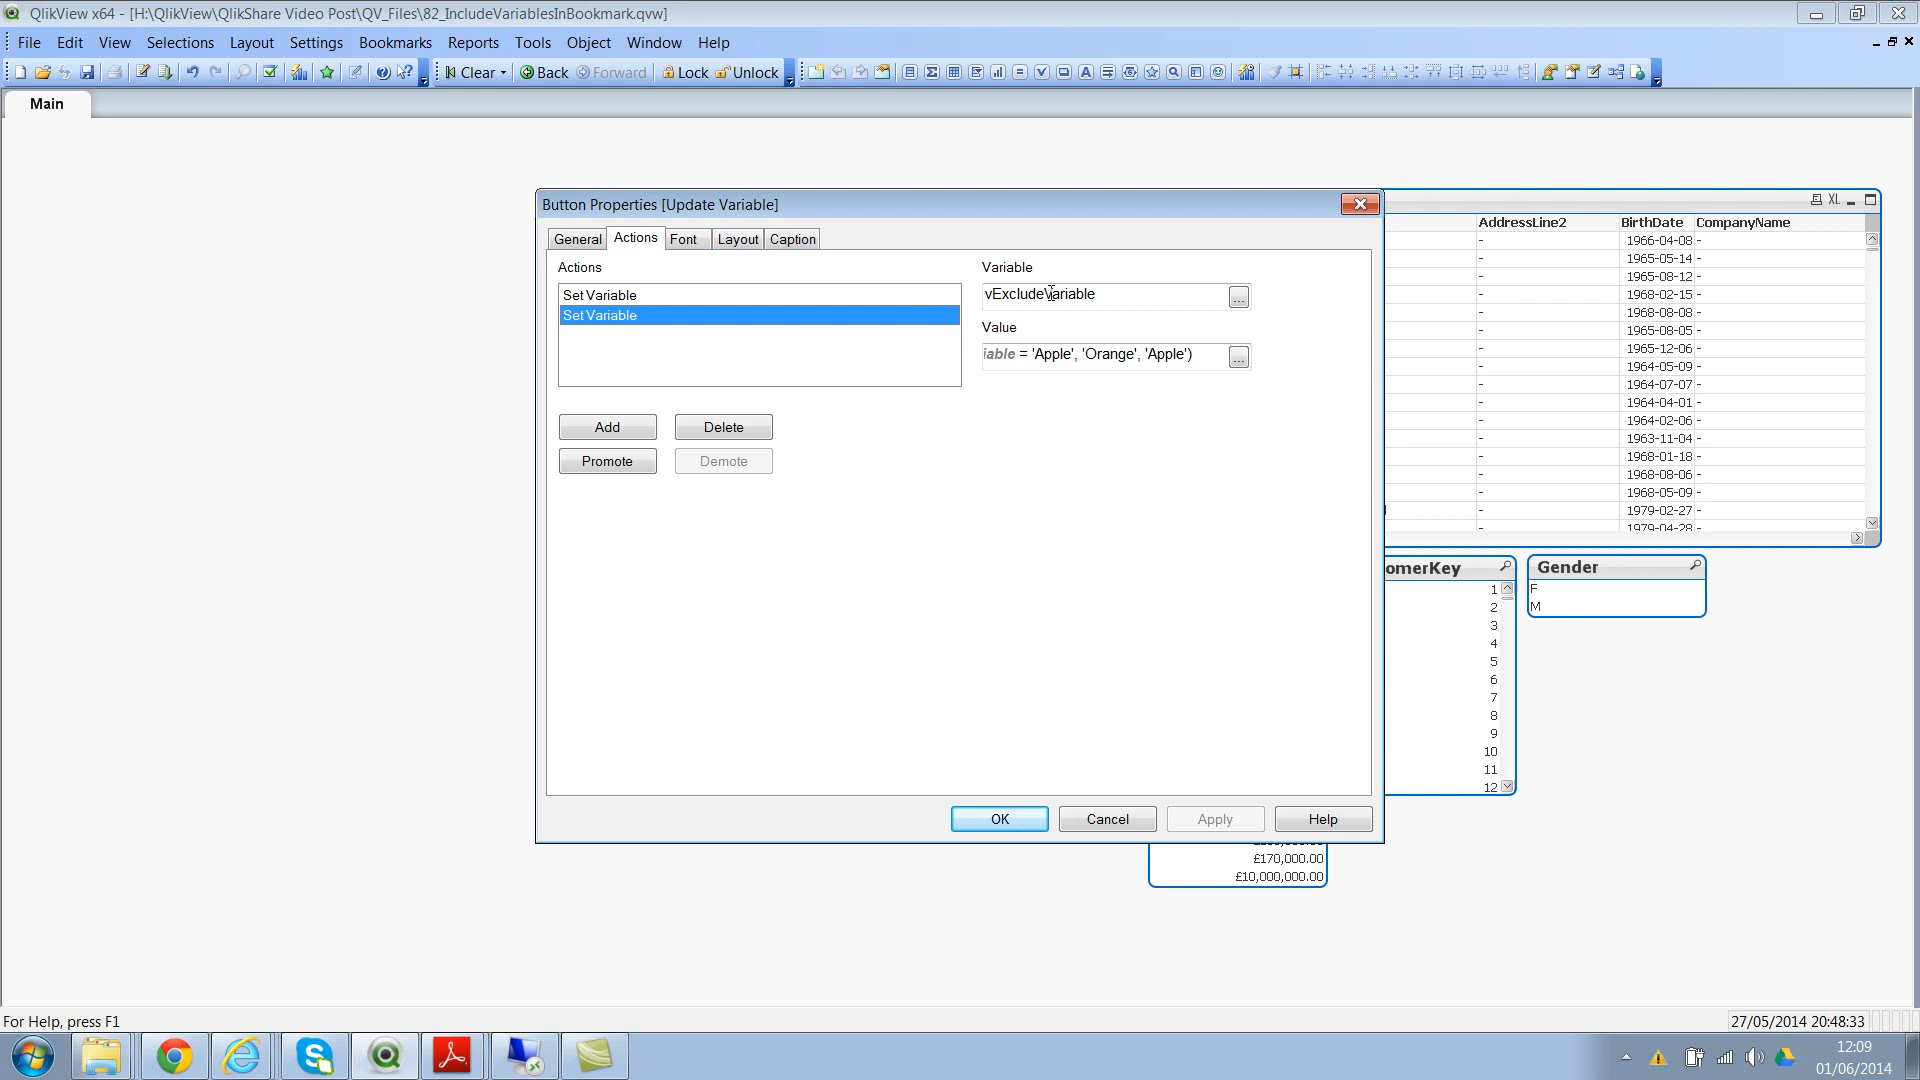 QlikView x64 - [H:\QlikView\QlikShare Video Post\QV_Files\82_IncludeVariablesInBookmark.qvw]
File Edit View Selections Layout Settings Bookmarks Reports Tools Object Window Help
Clear Back Forward Lock Unlock
Main
Button Properties [Update Variable]
General Actions Font Layout Caption
Actions
Set Variable
Set Variable
Add Delete
Promote Demote
Variable
vExcludeVariable
...
Value
iable = 'Apple', 'Orange', 'Apple')
...
OK Cancel Apply Help
XL
AddressLine2 BirthDate CompanyName
- 1966-04-08 -
- 1965-05-14 -
- 1965-08-12 -
- 1968-02-15 -
- 1968-08-08 -
- 1965-08-05 -
- 1965-12-06 -
- 1964-05-09 -
- 1964-07-07 -
- 1964-04-01 -
- 1964-02-06 -
- 1963-11-04 -
- 1968-01-18 -
- 1968-08-06 -
- 1968-05-09 -
- 1979-02-27 -
- 1979-04-28 -
omerKey
1
2
3
4
5
6
7
8
9
10
11
12
Gender
F
M
£170,000.00
£10,000,000.00
For Help, press F1
27/05/2014 20:48:33
12:09
01/06/2014